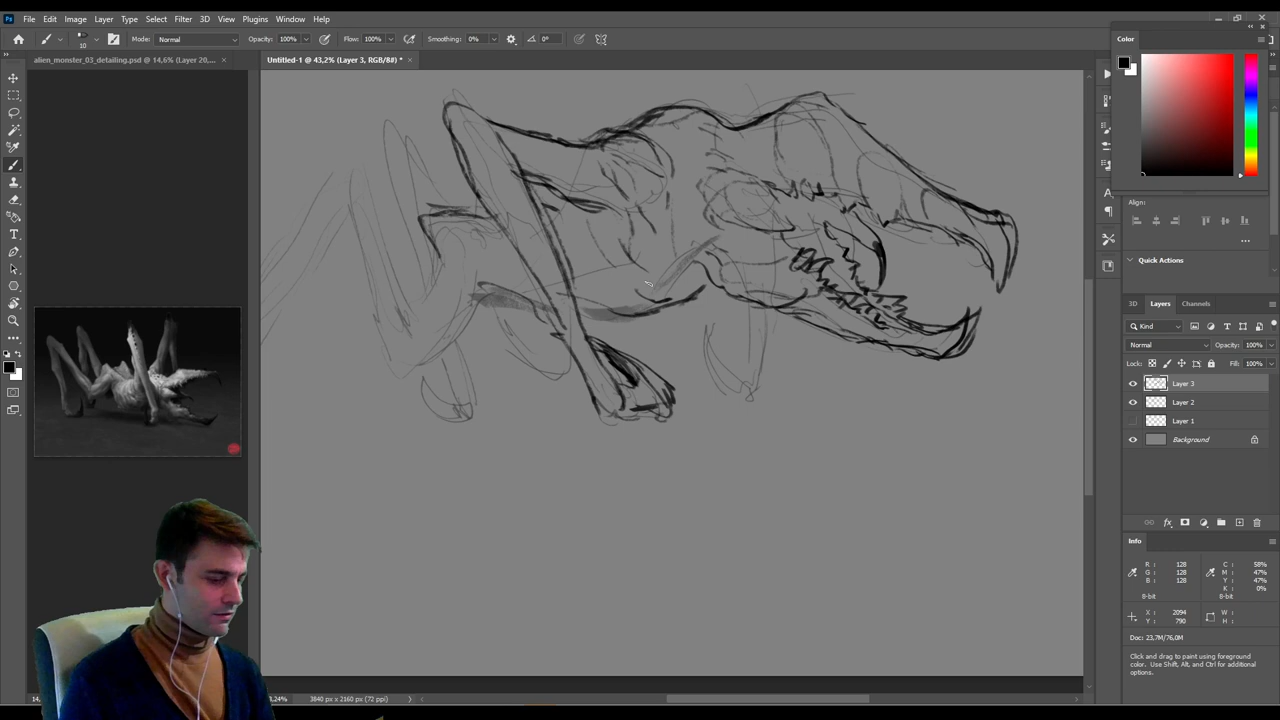 Ps File Edit Image Layer Type Select Filter 3D View Plugins Window Help
10 Mode: Normal Opacity: 100% Flow: 100% Smoothing: 0% 0°
alien_monster_03_detailing.psd @ 14,6% (Layer 20,... × Untitled-1 @ 43,2% (Layer 3, RGB/8#) * ×
Color
Align:
Quick Actions
3D Layers Channels
Kind
Normal Opacity: 100%
Lock: Fill: 100%
Layer 3
Layer 2
Layer 1
Background
fx
Info
R : 128 C : 58%
G : 128 M : 47%
B : 128 Y : 47%
K : 0%
8-bit 8-bit
X : 2094 W :
Y : 790 H :
Doc: 23,7M/76,0M
Click and drag to paint using foreground
color. Use Shift, Alt, and Ctrl for additional
options.
3840 px x 2160 px (72 ppi)